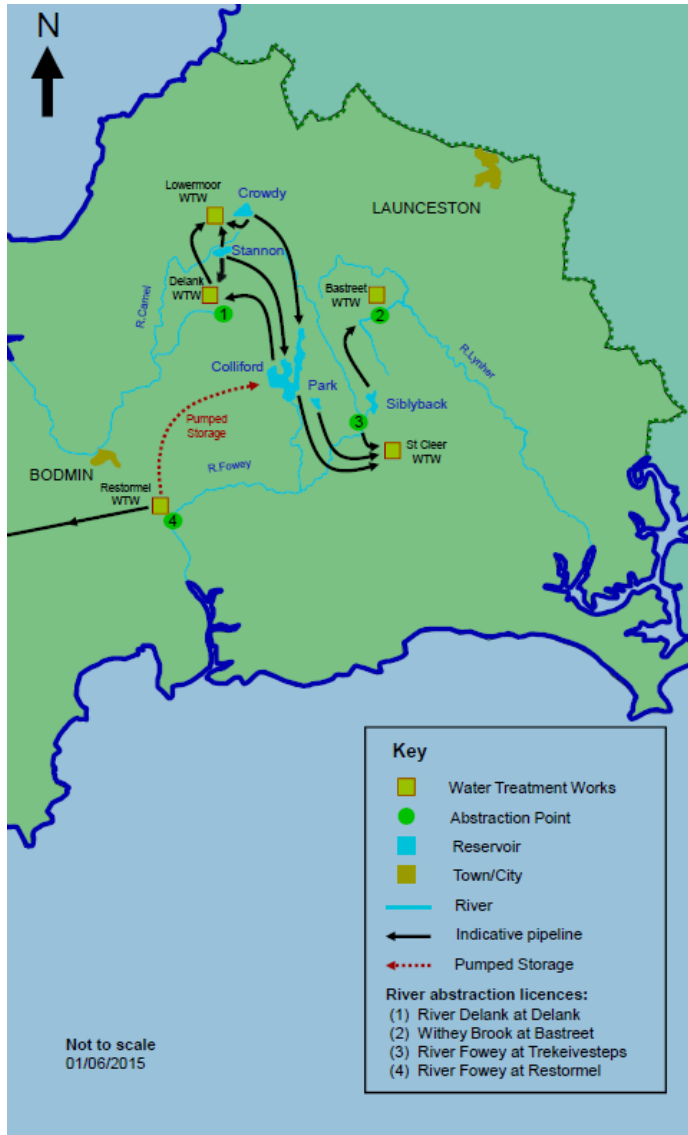 N
Lowermoor
WTW
Crowdy
LAUNCESTON
Stannon
Delank
WTW
Bastreet
WTW
1
2
R.Camel
R.Lynher
Colliford
Park
Siblyback
Pumped
Storage
3
St Cleer
WTW
BODMIN
R.Fowey
Restormel
WTW
4
Key
Water Treatment Works
Abstraction Point
Reservoir
Town/City
River
Indicative pipeline
Pumped Storage
River abstraction licences:
(1) River Delank at Delank
(2) Withey Brook at Bastreet
(3) River Fowey at Trekeivesteps
(4) River Fowey at Restormel
Not to scale
01/06/2015